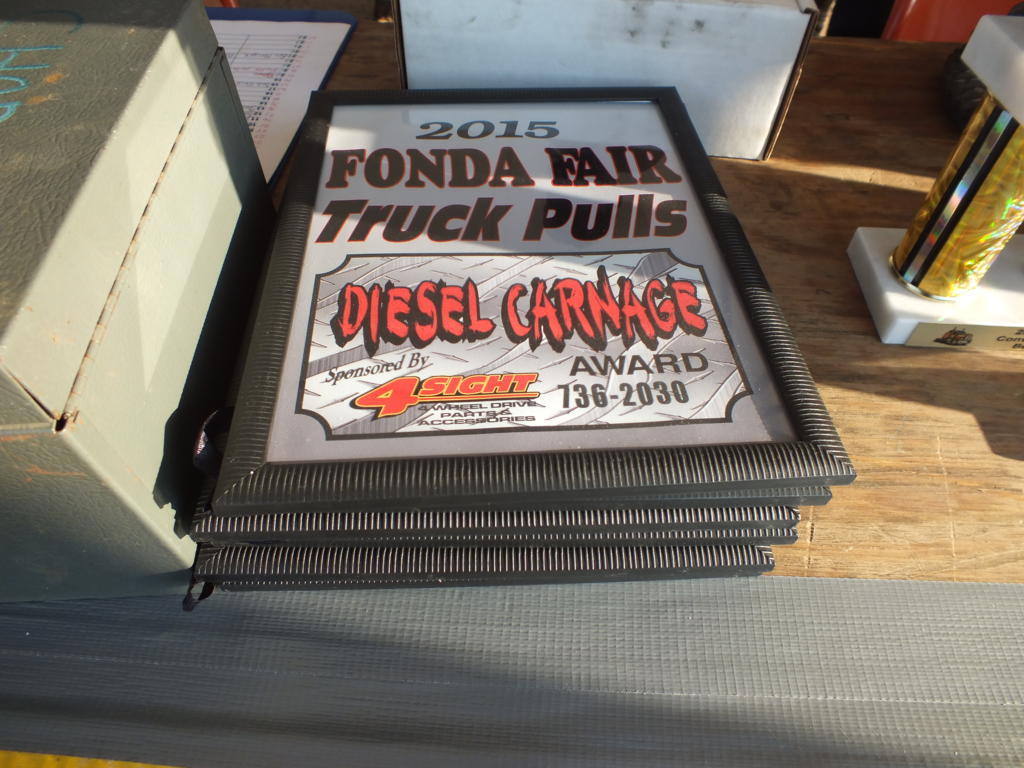 2015
FONDA FAIR
Truck Pulls
DIESEL CARNAGE
AWARD
Sponsored By
4SIGHT
4 WHEEL DRIVE
PARTS &
ACCESSORIES
736-2030